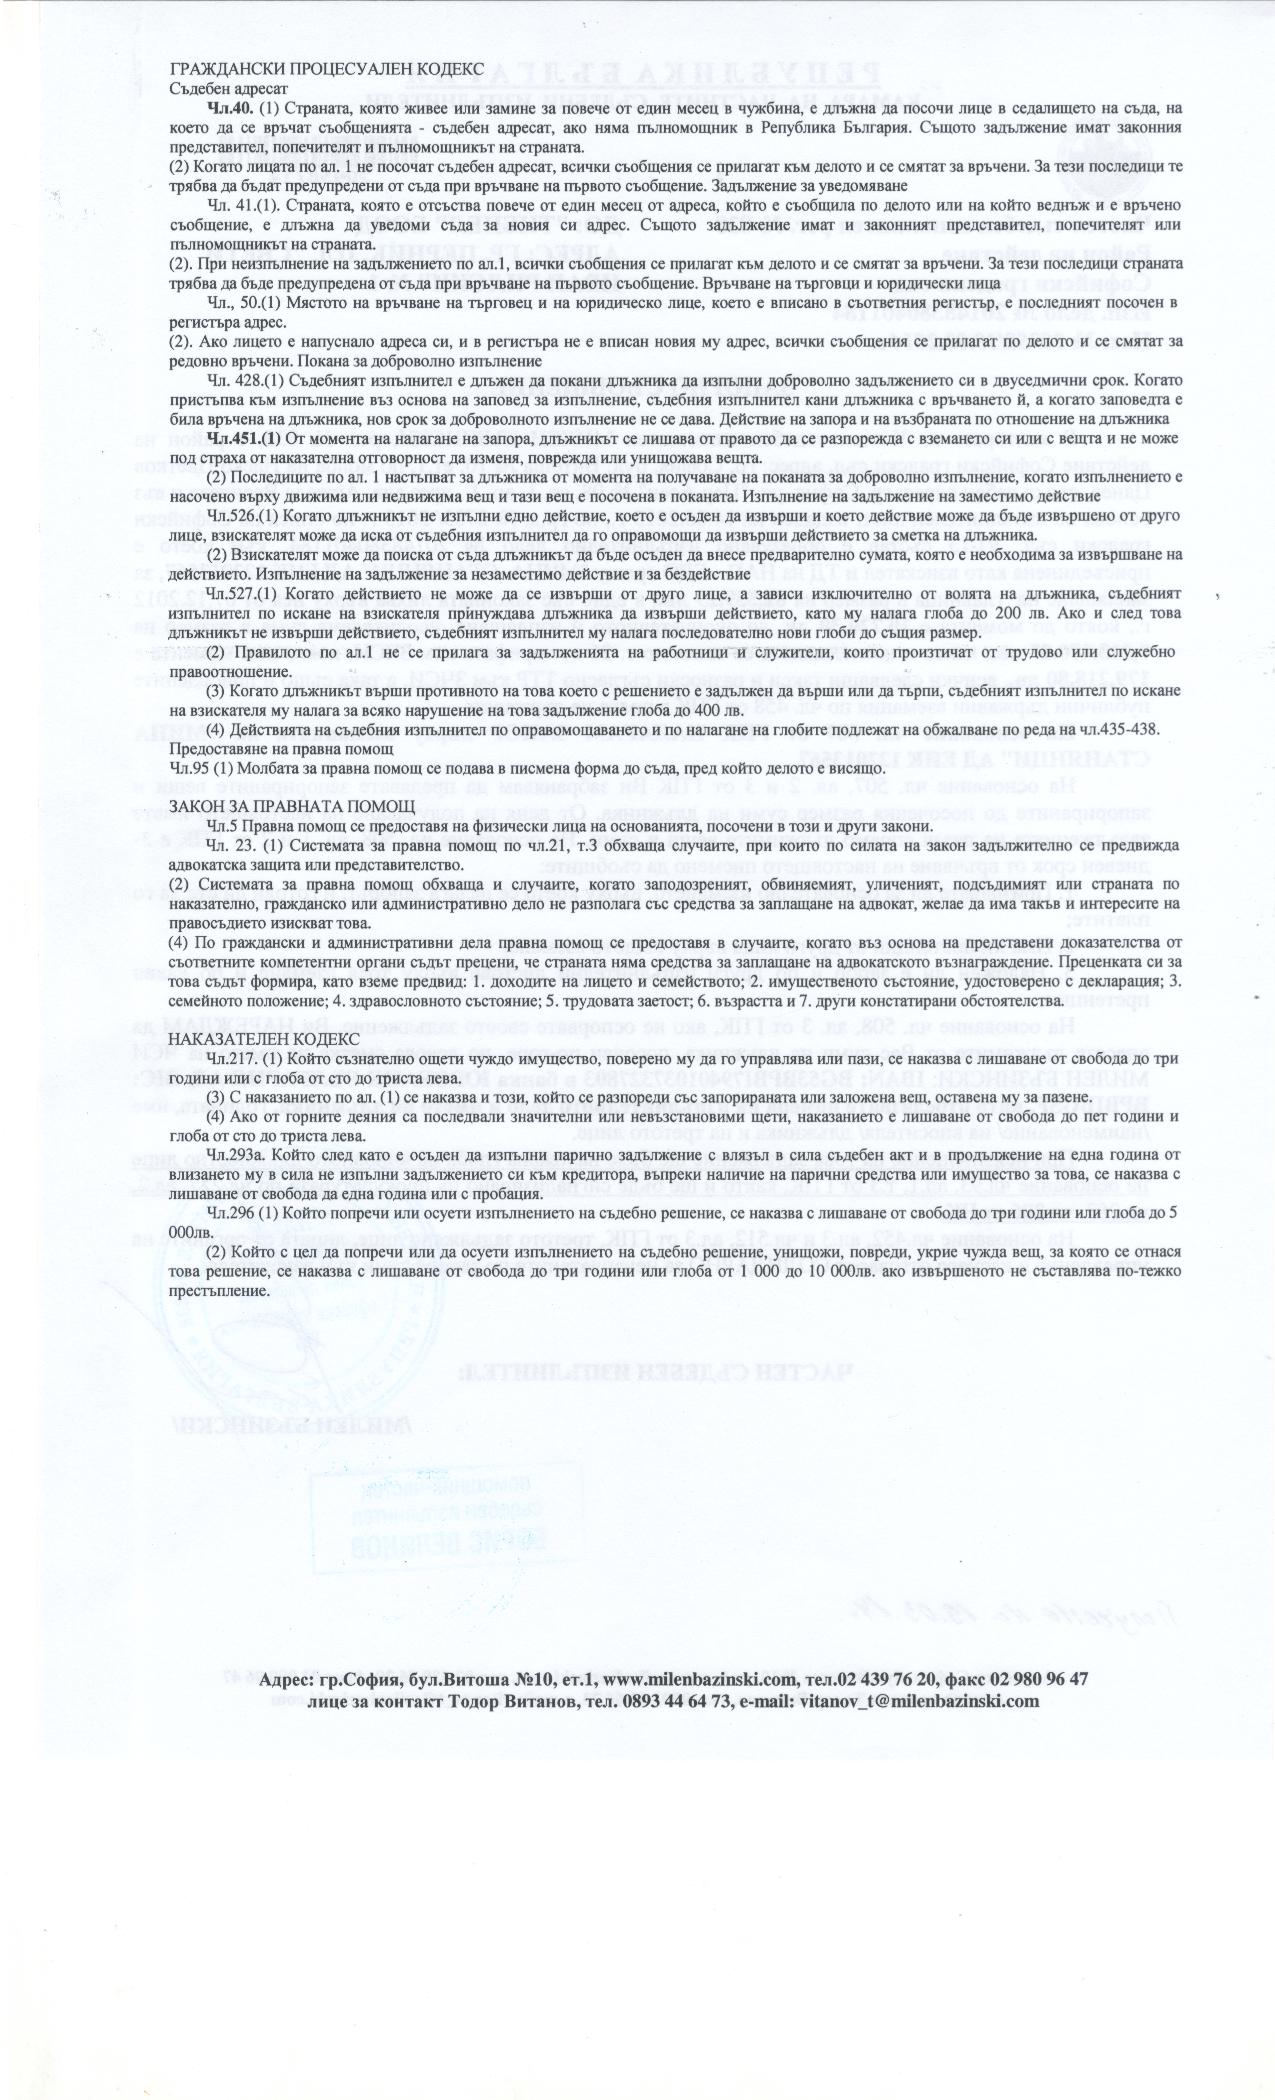 ГРАЖДАНСКИ ПРОЦЕСУАЛЕН КОДЕКС
Съдебен адресат
Чл.40. (1) Страната, която живее или замине за повече от един месец в чужбина, е длъжна да посочи лице в седалището на съда, на
което да се връчат съобщенията - съдебен адресат, ако няма пълномощник в Република България. Същото задължение имат законния
представител, попечителят и пълномощникът на страната.
(2) Когато лицата по ал. 1 не посочат съдебен адресат, всички съобщения се прилагат към делото и се смятат за връчени. За тези последици те
трябва да бъдат предупредени от съда при връчване на първото съобщение. Задължение за уведомяване
Чл. 41.(1). Страната, която е отсъства повече от един месец от адреса, който е съобщила по делото или на който веднъж и е връчено
съобщение, е длъжна да уведоми съда за новия си адрес. Същото задължение имат и законният представител, попечителят или
пълномощникът на страната.
(2). При неизпълнение на задължението по ал.1, всички съобщения се прилагат към делото и се смятат за връчени. За тези последици страната
трябва да бъде предупредена от съда при връчване на първото съобщение. Връчване на търговци и юридически лица
Чл., 50.(1) Мястото на връчване на търговец и на юридическо лице, което е вписано в съответния регистър, е последният посочен в
регистъра адрес.
(2). Ако лицето е напуснало адреса си, и в регистъра не е вписан новия му адрес, всички съобщения се прилагат по делото и се смятат за
редовно връчени. Покана за доброволно изпълнение
Чл. 428.(1) Съдебният изпълнител е длъжен да покани длъжника да изпълни доброволно задължението си в двуседмични срок. Когато
пристъпва към изпълнение въз основа на заповед за изпълнение, съдебния изпълнител кани длъжника с връчването й, а когато заповедта е
била връчена на длъжника, нов срок за доброволното изпълнение не се дава. Действие на запора и на възбраната по отношение на длъжника
Чл.451.(1) От момента на налагане на запора, длъжникът се лишава от правото да се разпорежда с вземането си или с вещта и не може
под страха от наказателна отговорност да изменя, поврежда или унищожава вещта.
(2) Последиците по ал. 1 настъпват за длъжника от момента на получаване на поканата за доброволно изпълнение, когато изпълнението е
насочено върху движима или недвижима вещ и тази вещ е посочена в поканата. Изпълнение на задължение на заместимо действие
Чл.526.(1) Когато длъжникът не изпълни едно действие, което е осъден да извърши и което действие може да бъде извършено от друго
лице, взискателят може да иска от съдебния изпълнител да го оправомощи да извърши действието за сметка на длъжника.
(2) Взискателят може да поиска от съда длъжникът да бъде осъден да внесе предварително сумата, която е необходима за извършване на
действието. Изпълнение на задължение за незаместимо действие и за бездействие
Чл.527.(1) Когато действието не може да се извърши от друго лице, а зависи изключително от волята на длъжника, съдебният
изпълнител по искане на взискателя принуждава длъжника да извърши действието, като му налага глоба до 200 лв. Ако и след това
длъжникът не извърши действието, съдебният изпълнител му налага последователно нови глоби до същия размер.
(2) Правилото по ал.1 не се прилага за задълженията на работници и служители, които произтичат от трудово или служебно
правоотношение.
(3) Когато длъжникът върши противното на това което с решението е задължен да върши или да търпи, съдебният изпълнител по искане
на взискателя му налага за всяко нарушение на това задължение глоба до 400 лв.
(4) Действията на съдебния изпълнител по оправомощаването и по налагане на глобите подлежат на обжалване по реда на чл.435-438.
Предоставяне на правна помощ
Чл.95 (1) Молбата за правна помощ се подава в писмена форма до съда, пред който делото е висящо.
ЗАКОН ЗА ПРАВНАТА ПОМОЩ
Чл.5 Правна помощ се предоставя на физически лица на основанията, посочени в този и други закони.
Чл. 23. (1) Системата за правна помощ по чл.21, т.3 обхваща случаите, при които по силата на закон задължително се предвижда
адвокатска защита или представителство.
(2) Системата за правна помощ обхваща и случаите, когато заподозреният, обвиняемият, уличеният, подсъдимият или страната по
наказателно, гражданско или административно дело не разполага със средства за заплащане на адвокат, желае да има такъв и интересите на
правосъдието изискват това.
(4) По граждански и административни дела правна помощ се предоставя в случаите, когато въз основа на представени доказателства от
съответните компетентни органи съдът прецени, че страната няма средства за заплащане на адвокатското възнаграждение. Преценката си за
това съдът формира, като вземе предвид: 1. доходите на лицето и семейството; 2. имущественото състояние, удостоверено с декларация; 3.
семейното положение; 4. здравословното състояние; 5. трудовата заетост; 6. възрастта и 7. други констатирани обстоятелства.
НАКАЗАТЕЛЕН КОДЕКС
Чл.217. (1) Който съзнателно ощети чуждо имущество, поверено му да го управлява или пази, се наказва с лишаване от свобода до три
години или с глоба от сто до триста лева.
(3) С наказанието по ал. (1) се наказва и този, който се разпореди със запорираната или заложена вещ, оставена му за пазене.
(4) Ако от горните деяния са последвали значителни или невъзстановими щети, наказанието е лишаване от свобода до пет години и
глоба от сто до триста лева.
Чл.293а. Който след като е осъден да изпълни парично задължение с влязъл в сила съдебен акт и в продължение на една година от
влизането му в сила не изпълни задължението си към кредитора, въпреки наличие на парични средства или имущество за това, се наказва с
лишаване от свобода до една година или с пробация.
Чл.296 (1) Който попречи или осуети изпълнението на съдебно решение, се наказва с лишаване от свобода до три години или глоба до 5
000лв.
(2) Който с цел да попречи или да осуети изпълнението на съдебно решение, унищожи, повреди, укрие чужда вещ, за която се отнася
това решение, се наказва с лишаване от свобода до три години или глоба от 1 000 до 10 000лв. ако извършеното не съставлява по-тежко
престъпление.
Адрес: гр.София, бул.Витоша №10, ет.1, www.milenbazinski.com, тел.02 439 76 20, факс 02 980 96 47
лице за контакт Тодор Витанов, тел. 0893 44 64 73, e-mail: vitanov_t@milenbazinski.com